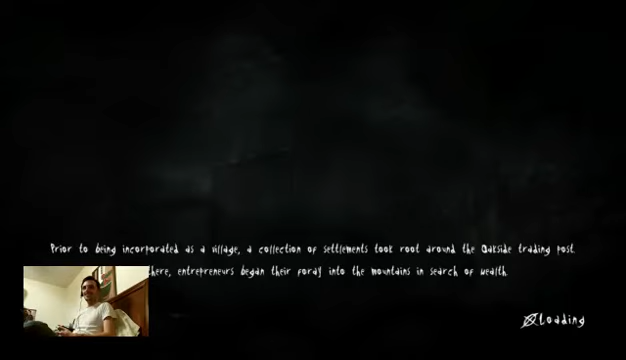 Prior to being incorporated as a village, a collection of settlements took root around the Oakside trading post.
there, entrepreneurs began their foray into the mountains in search of wealth.
Loading